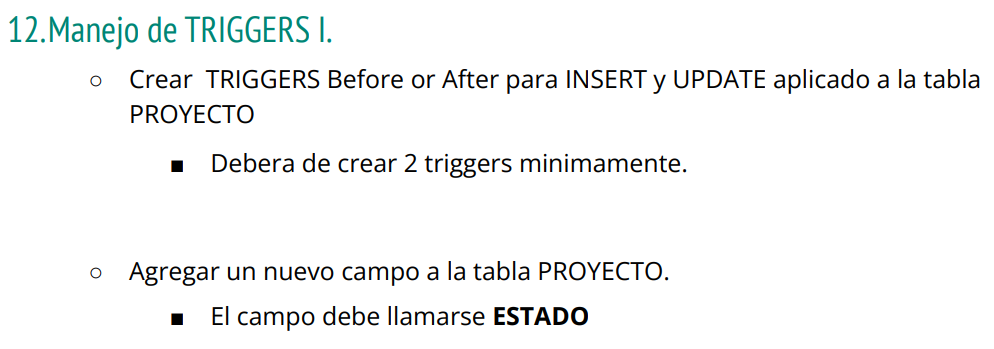 12.Manejo de TRIGGERS I.
○ Crear TRIGGERS Before or After para INSERT y UPDATE aplicado a la tabla
PROYECTO
■ Debera de crear 2 triggers minimamente.
○ Agregar un nuevo campo a la tabla PROYECTO.
■ El campo debe llamarse ESTADO